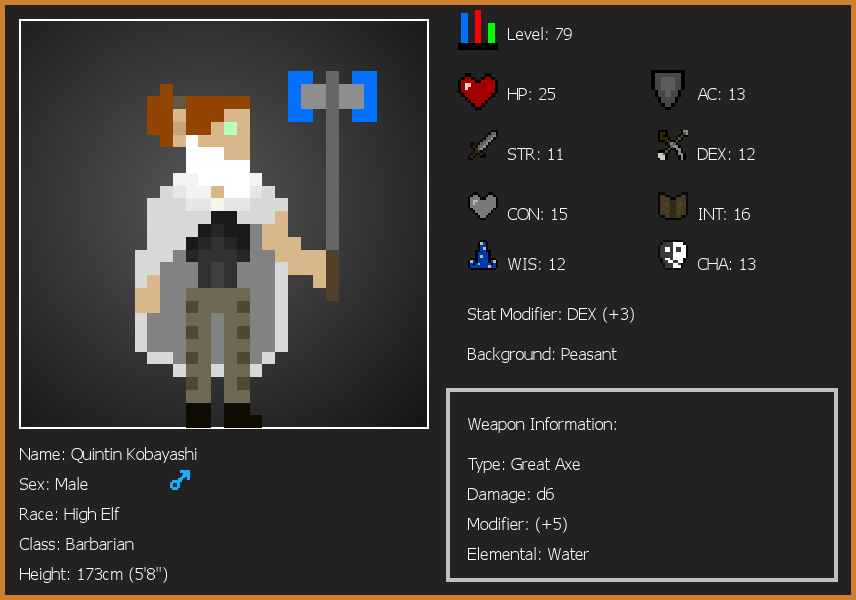 Level: 79
HP: 25
AC: 13
STR: 11
DEX: 12
CON: 15
INT: 16
WIS: 12
CHA: 13
Stat Modifier: DEX (+3)
Background: Peasant
Weapon Information:
Type: Great Axe
Damage: d6
Modifier: (+5)
Elemental: Water
Name: Quintin Kobayashi
Sex: Male
Race: High Elf
Class: Barbarian
Height: 173cm (5'8")